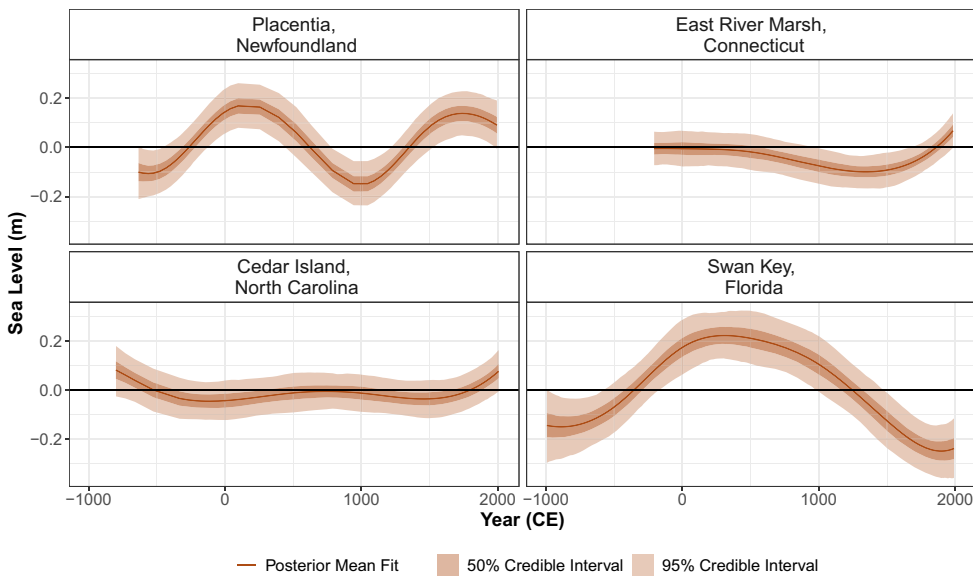 Placentia,
Newfoundland
East River Marsh,
Connecticut
0.2
0.0
−0.2
Cedar Island,
North Carolina
Swan Key,
Florida
0.2
0.0
−0.2
Sea Level (m)
−1000 0 1000 2000 −1000 0 1000 2000
Year (CE)
Posterior Mean Fit 50% Credible Interval 95% Credible Interval